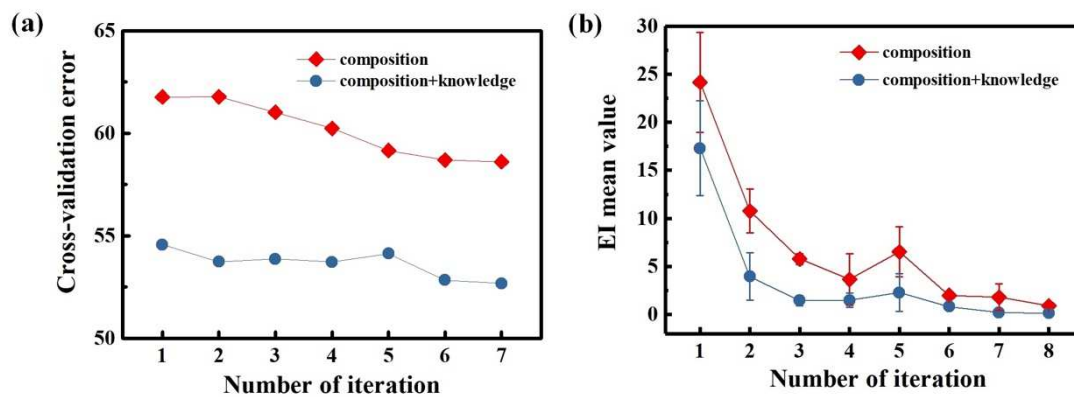 (a)
65
60
55
50
Cross-validation error
composition
composition+knowledge
1 2 3 4 5 6 7
Number of iteration
(b)
30
25
20
15
10
5
0
EI mean value
composition
composition+knowledge
1 2 3 4 5 6 7 8
Number of iteration